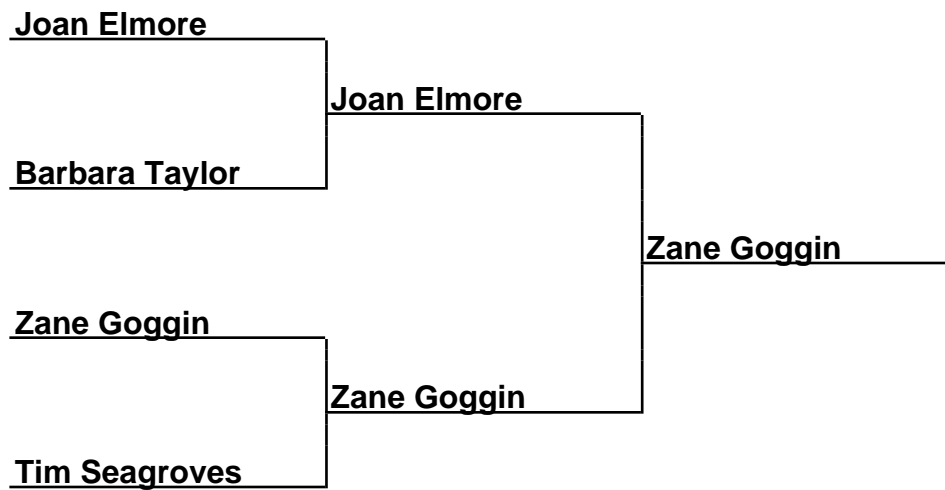 Joan Elmore
Joan Elmore
Barbara Taylor
Zane Goggin
Zane Goggin
Zane Goggin
Tim Seagroves